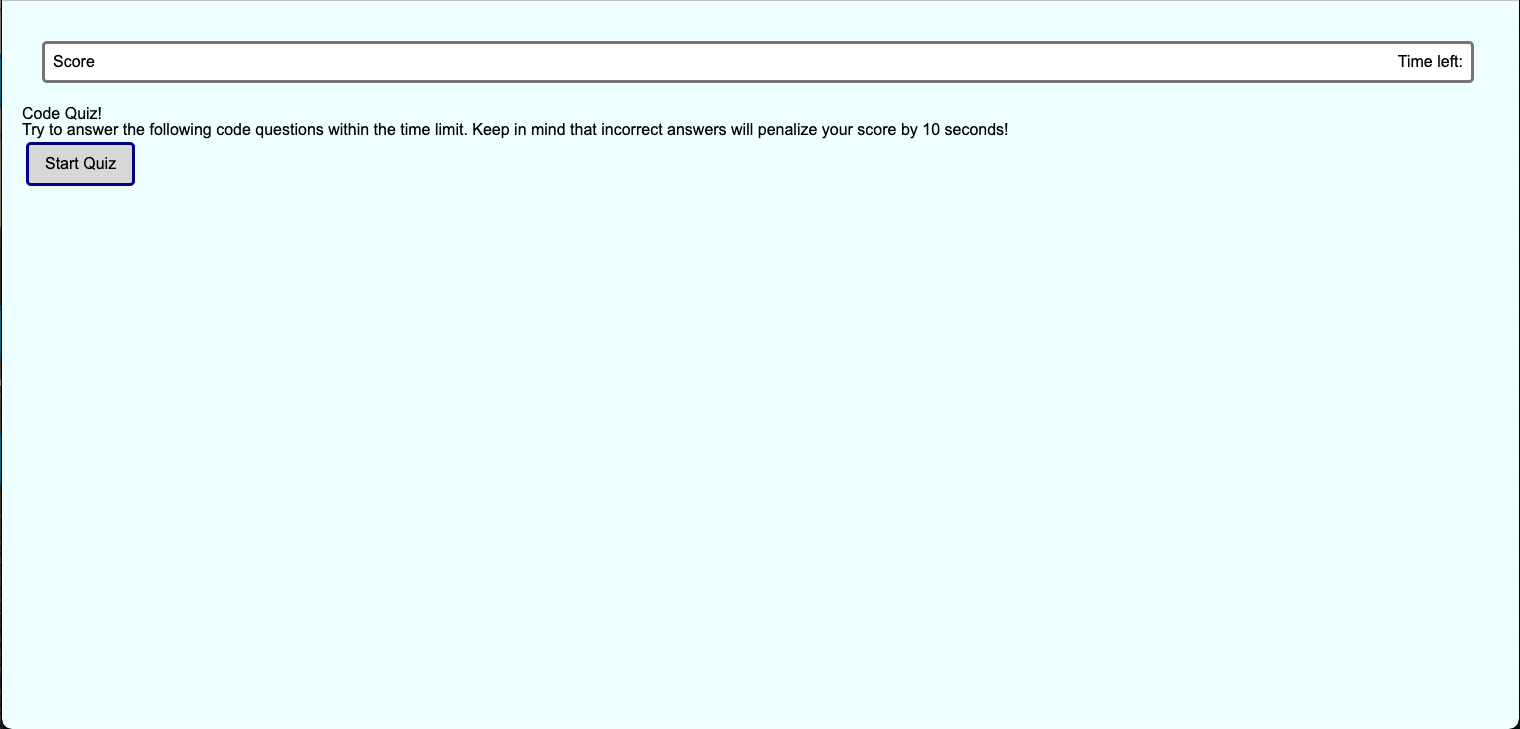 Score Time left:
Code Quiz!
Try to answer the following code questions within the time limit. Keep in mind that incorrect answers will penalize your score by 10 seconds!
Start Quiz